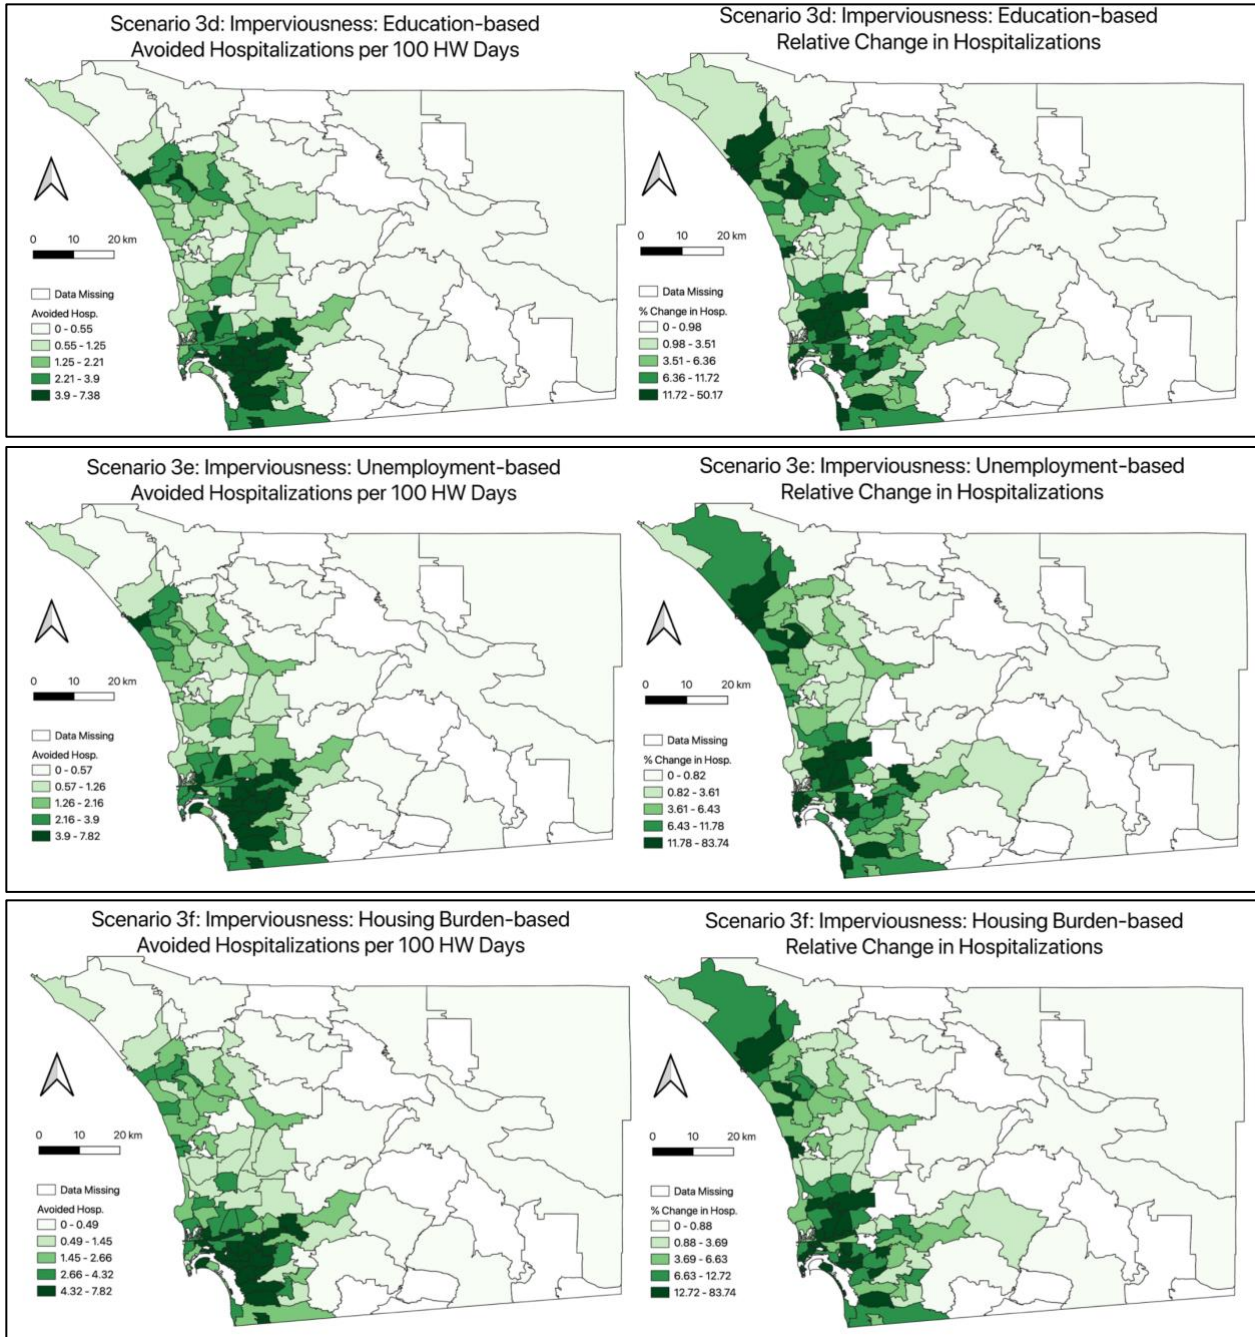 Scenario 3d: Imperviousness: Education-based
Avoided Hospitalizations per 100 HW Days
0 10 20 km
Data Missing
Avoided Hosp.
0 - 0.55
0.55 - 1.25
1.25 - 2.21
2.21 - 3.9
3.9 - 7.38
Scenario 3d: Imperviousness: Education-based
Relative Change in Hospitalizations
0 10 20 km
Data Missing
% Change in Hosp.
0 - 0.98
0.98 - 3.51
3.51 - 6.36
6.36 - 11.72
11.72 - 50.17
Scenario 3e: Imperviousness: Unemployment-based
Avoided Hospitalizations per 100 HW Days
0 10 20 km
Data Missing
Avoided Hosp.
0 - 0.57
0.57 - 1.26
1.26 - 2.16
2.16 - 3.9
3.9 - 7.82
Scenario 3e: Imperviousness: Unemployment-based
Relative Change in Hospitalizations
0 10 20 km
Data Missing
% Change in Hosp.
0 - 0.82
0.82 - 3.61
3.61 - 6.43
6.43 - 11.78
11.78 - 83.74
Scenario 3f: Imperviousness: Housing Burden-based
Avoided Hospitalizations per 100 HW Days
0 10 20 km
Data Missing
Avoided Hosp.
0 - 0.49
0.49 - 1.45
1.45 - 2.66
2.66 - 4.32
4.32 - 7.82
Scenario 3f: Imperviousness: Housing Burden-based
Relative Change in Hospitalizations
0 10 20 km
Data Missing
% Change in Hosp.
0 - 0.88
0.88 - 3.69
3.69 - 6.63
6.63 - 12.72
12.72 - 83.74